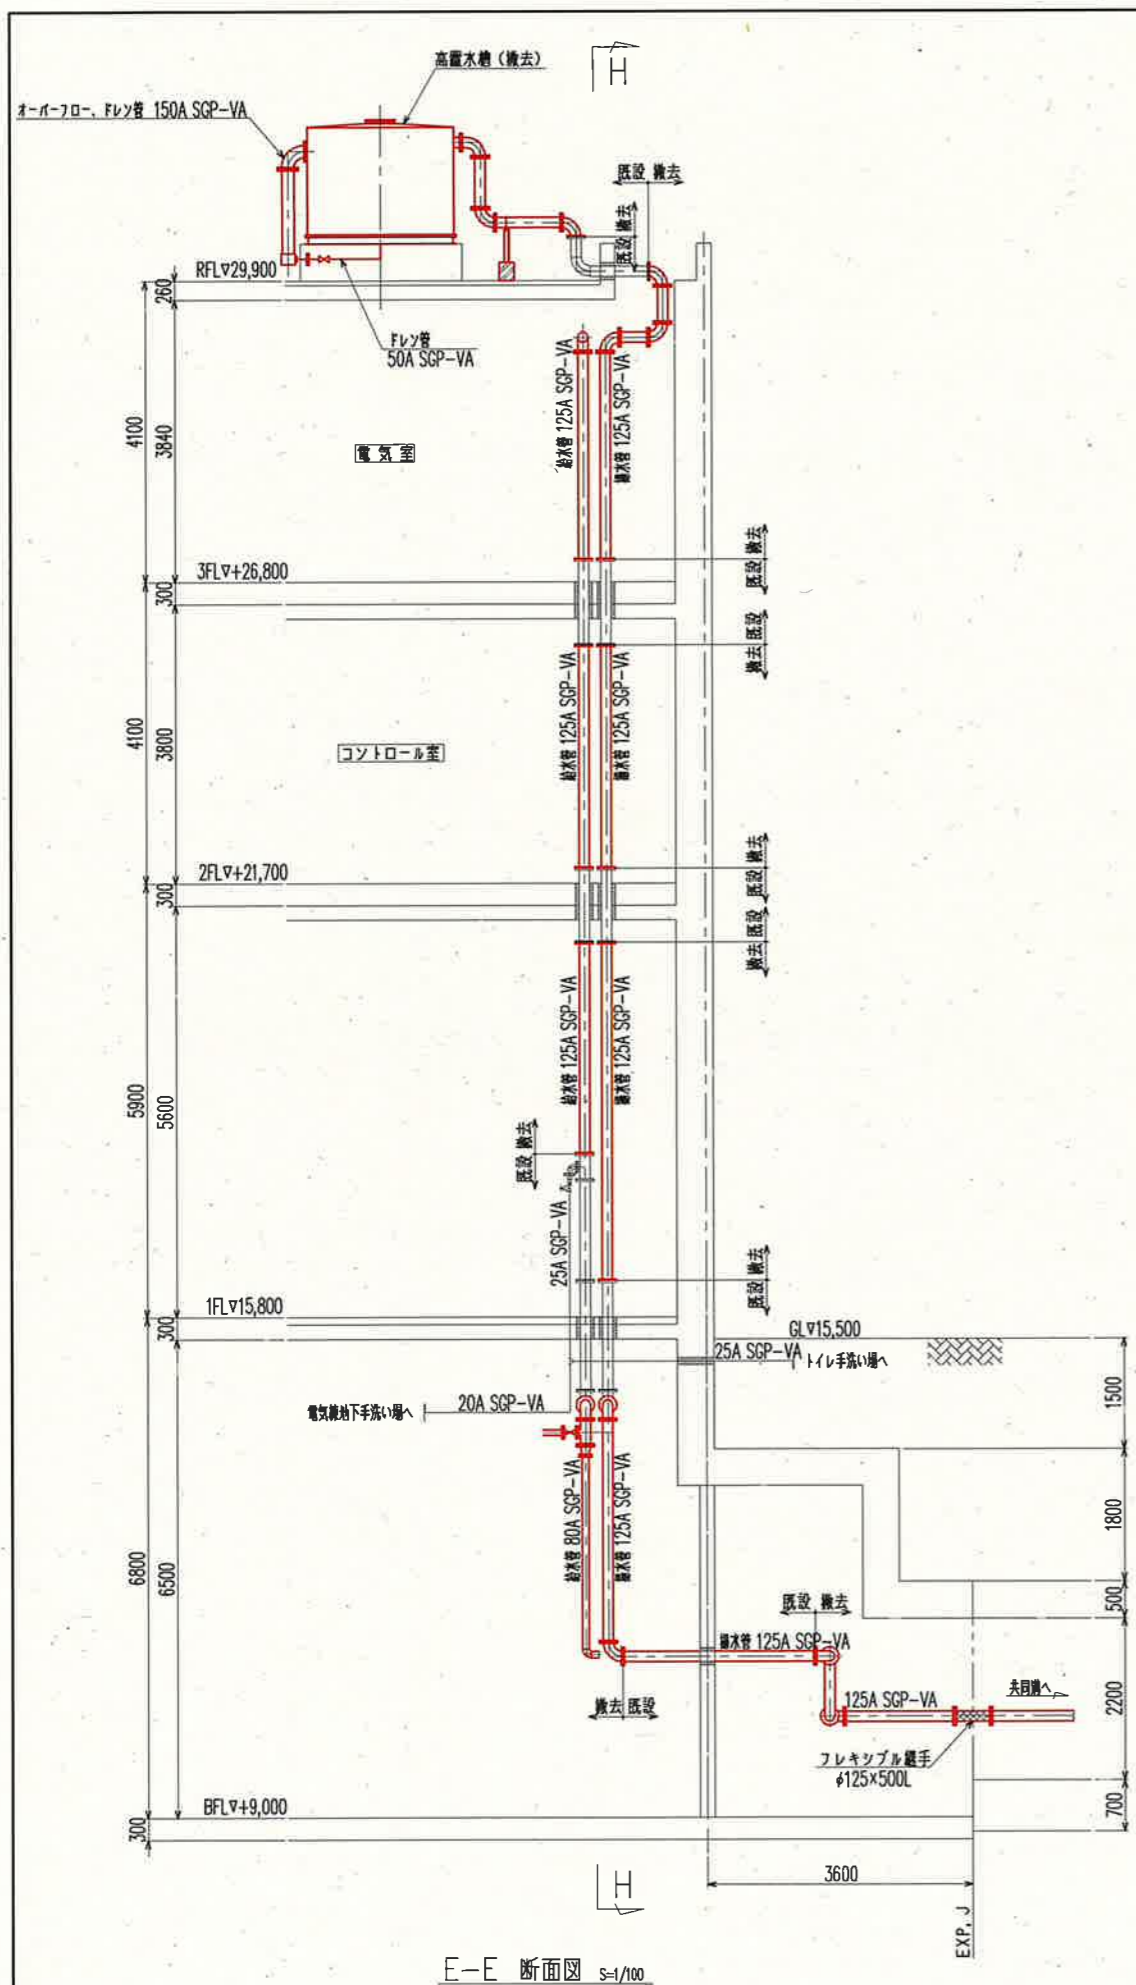 高置水槽（撤去）
H
オーバーフロー、ドレン管 150A SGP-VA
既設 撤去
既設 撤去
RFL▽29,900
260
ドレン管
50A SGP-VA
給水管 125A SGP-VA
揚水管 125A SGP-VA
4100
3840
電気室
既設 撤去
3FL▽+26,800
300
撤去 既設
給水管 125A SGP-VA
揚水管 125A SGP-VA
4100
3800
コントロール室
既設 撤去
2FL▽+21,700
300
撤去 既設
給水管 125A SGP-VA
揚水管 125A SGP-VA
5900
5600
既設 撤去
25A SGP-VA
既設 撤去
1FL▽15,800
300
GL▽15,500
25A SGP-VA
トイレ手洗い場へ
1500
電気棟地下手洗い場へ
20A SGP-VA
給水管 80A SGP-VA
揚水管 125A SGP-VA
1800
6800
6500
500
既設 撤去
揚水管 125A SGP-VA
2200
共同溝へ
125A SGP-VA
撤去 既設
フレキシブル継手
φ125×500L
BFL▽+9,000
300
700
3600
H
EXP, J
E-E 断面図 S=1/100